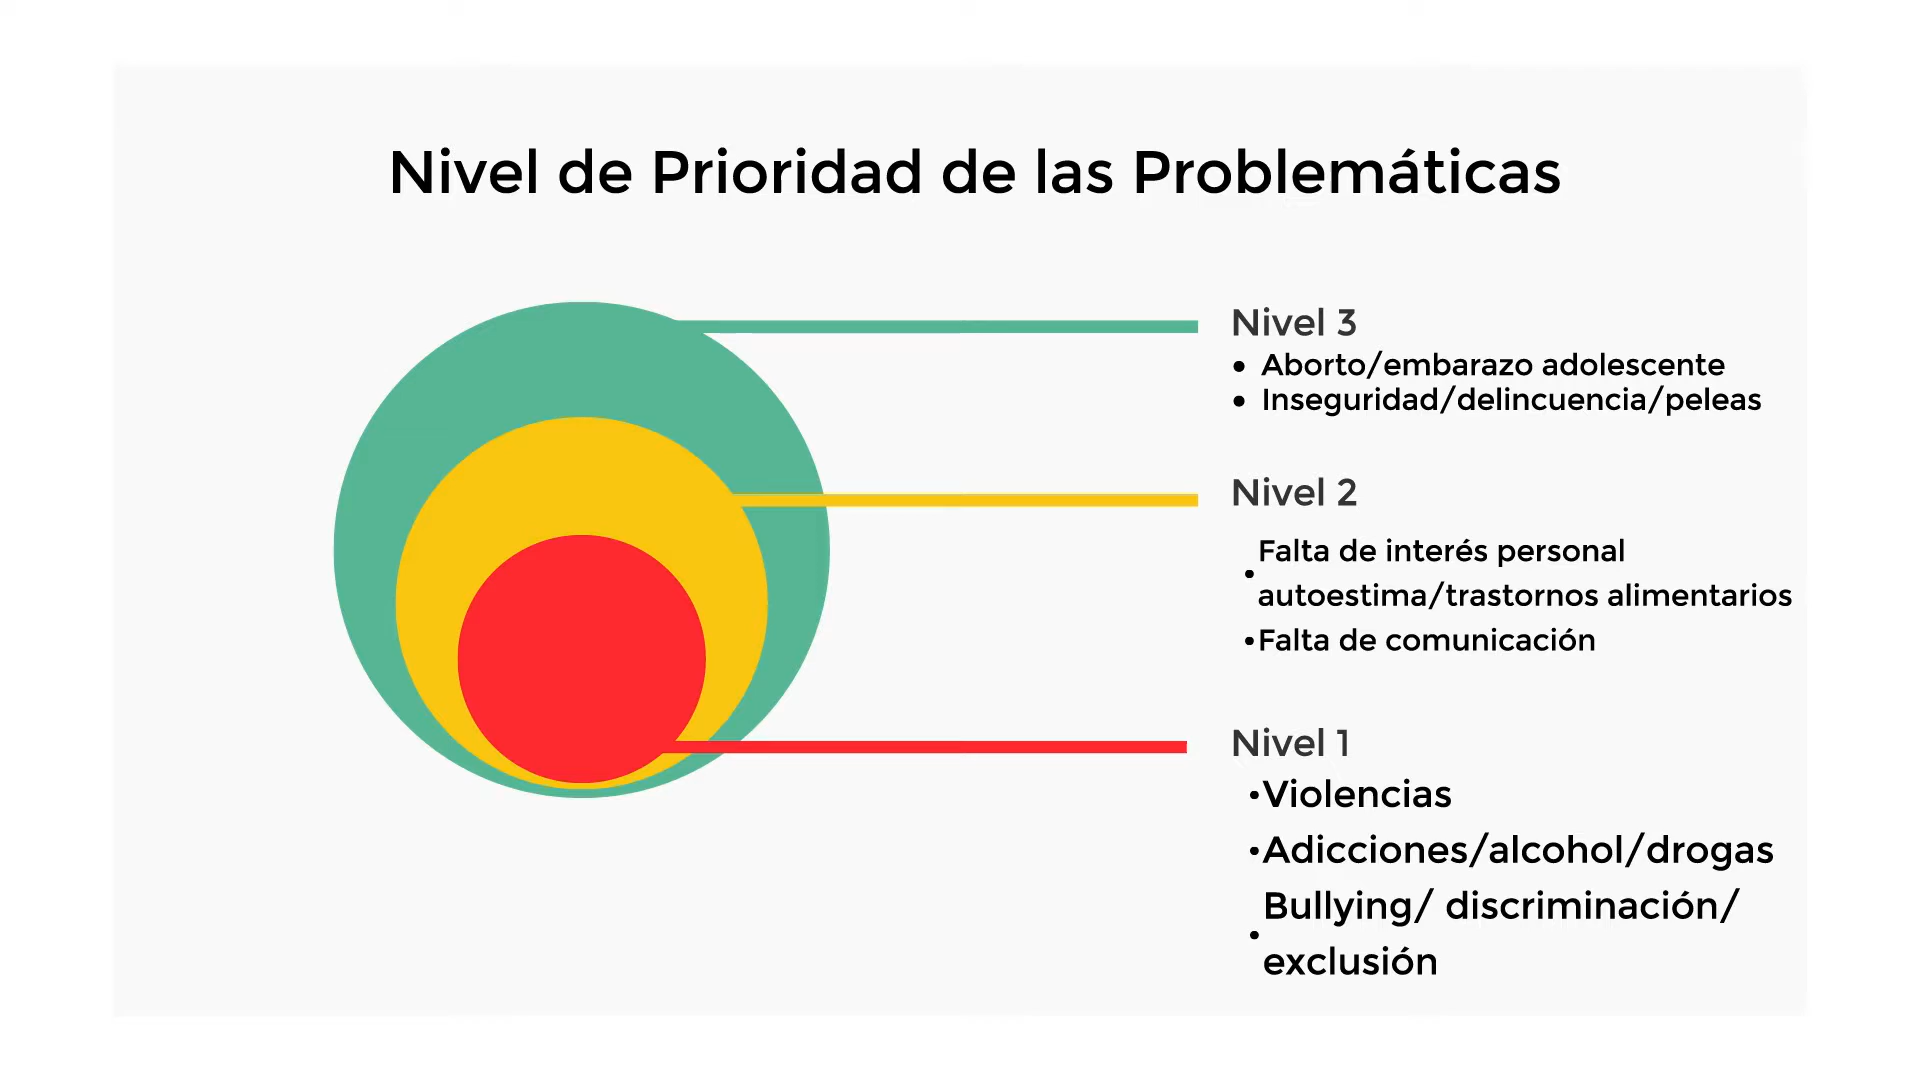 Nivel de Prioridad de las Problemáticas
Nivel 3
• Aborto/embarazo adolescente
• Inseguridad/delincuencia/peleas
Nivel 2
• Falta de interés personal
autoestima/trastornos alimentarios
• Falta de comunicación
Nivel 1
• Violencias
• Adicciones/alcohol/drogas
• Bullying/ discriminación/
exclusión